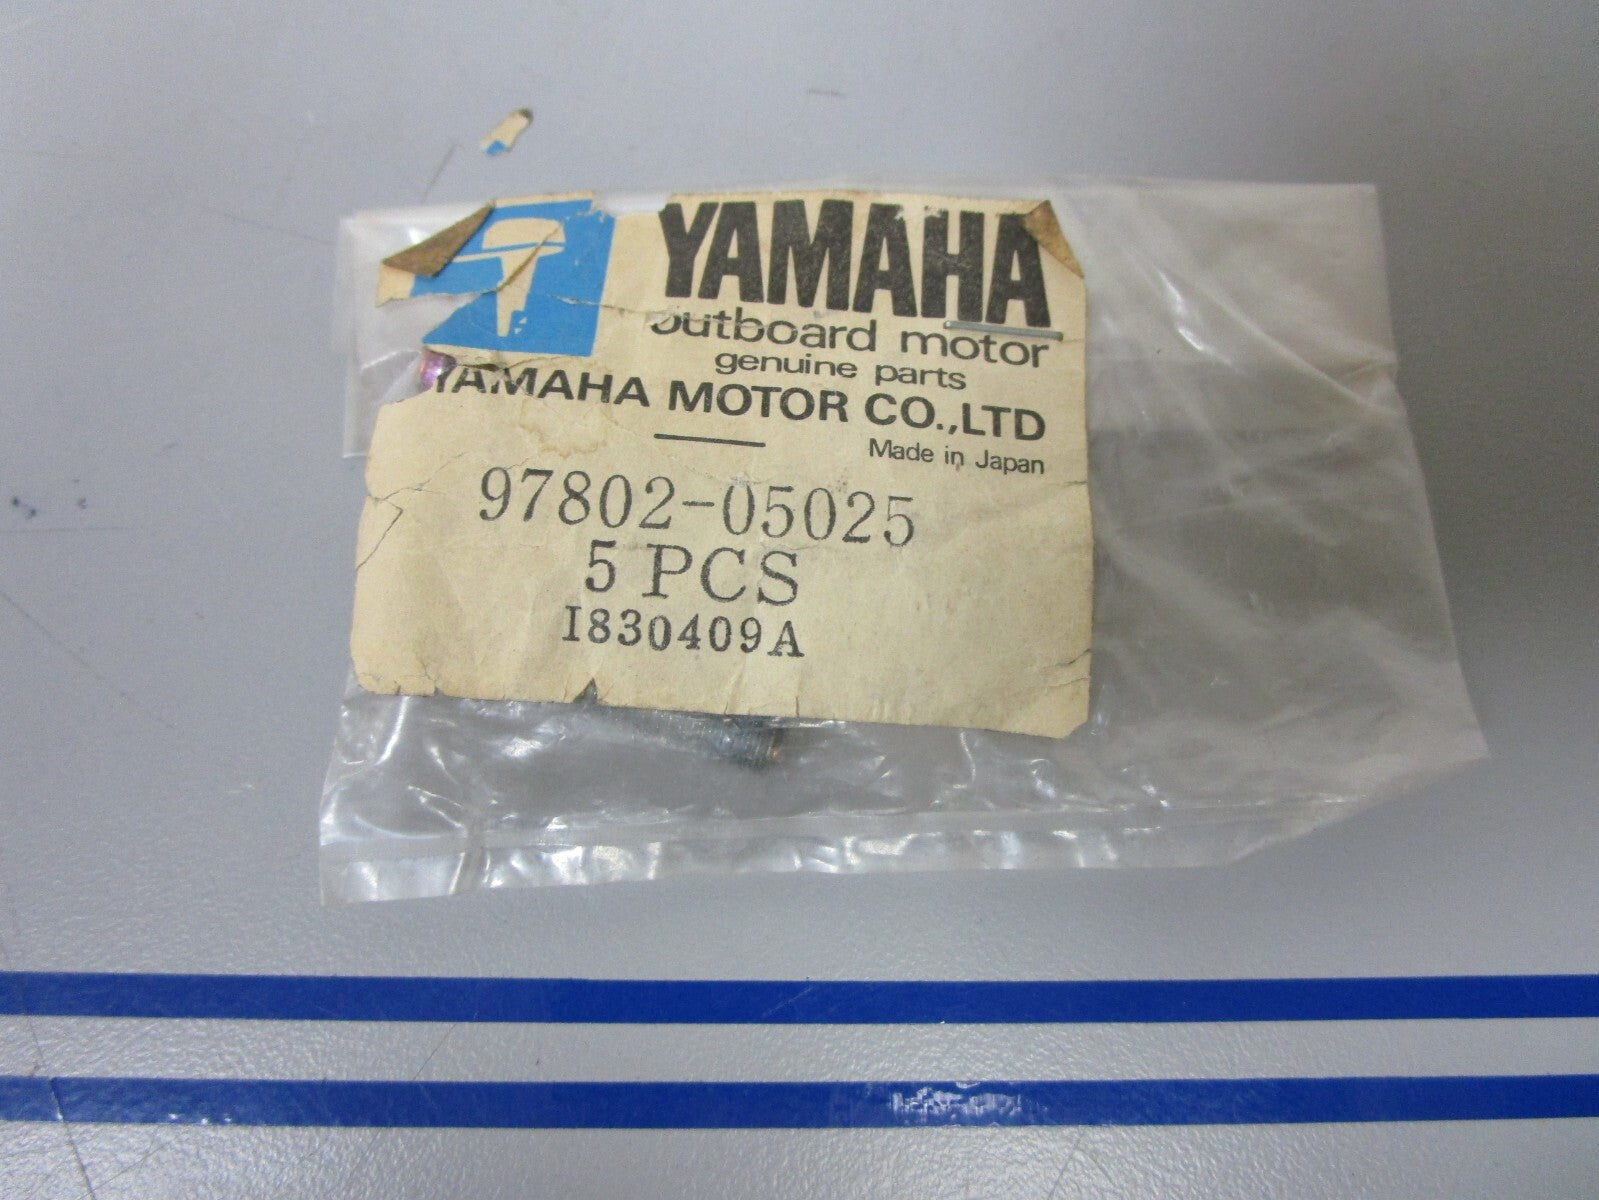 YAMAHA
outboard motor
genuine parts
YAMAHA MOTOR CO.,LTD
Made in Japan
97802-05025
5 PCS
I830409A